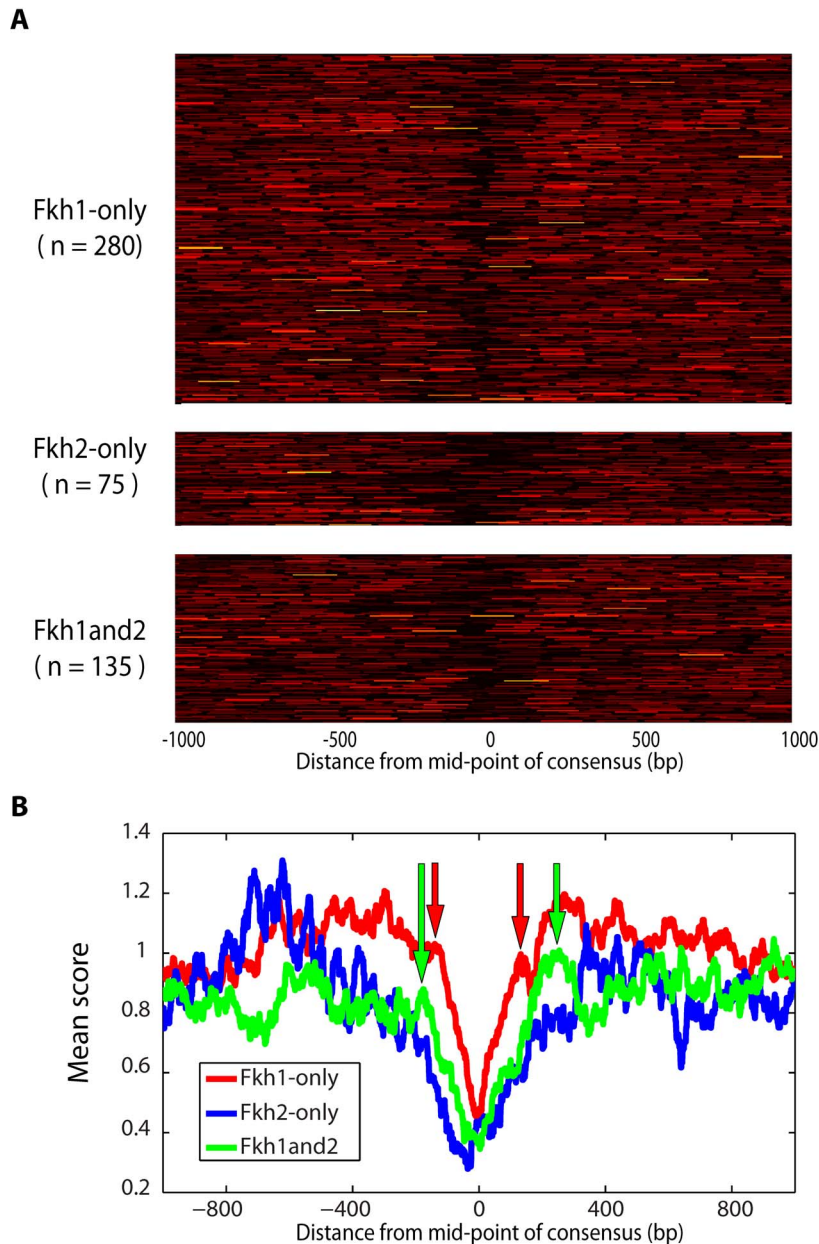 A
Fkh1-only
( n = 280)
Fkh2-only
( n = 75 )
Fkh1and2
( n = 135 )
-1000 -500 0 500 1000
Distance from mid-point of consensus (bp)
B
1.4
1.2
1
0.8
0.6
0.4
0.2
Mean score
Fkh1-only
Fkh2-only
Fkh1and2
−800 −400 0 400 800
Distance from mid-point of consensus (bp)